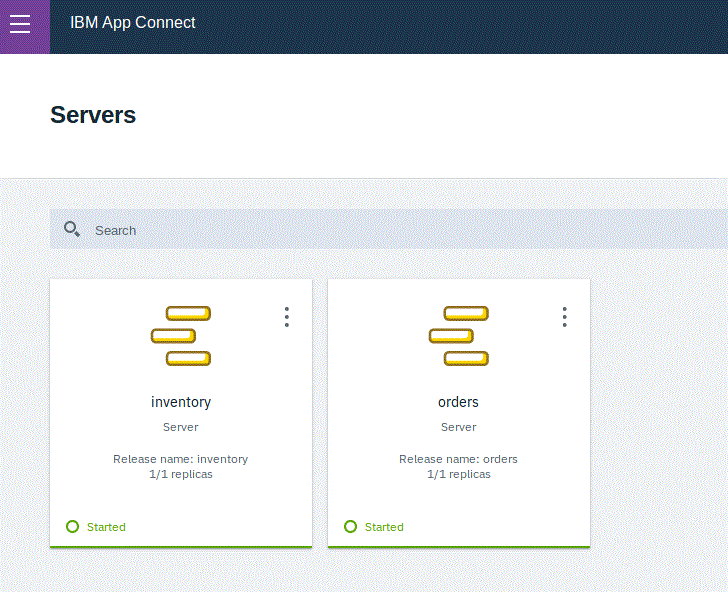 IBM App Connect
Servers
Search
inventory
Server
Release name: inventory
1/1 replicas
Started
orders
Server
Release name: orders
1/1 replicas
Started